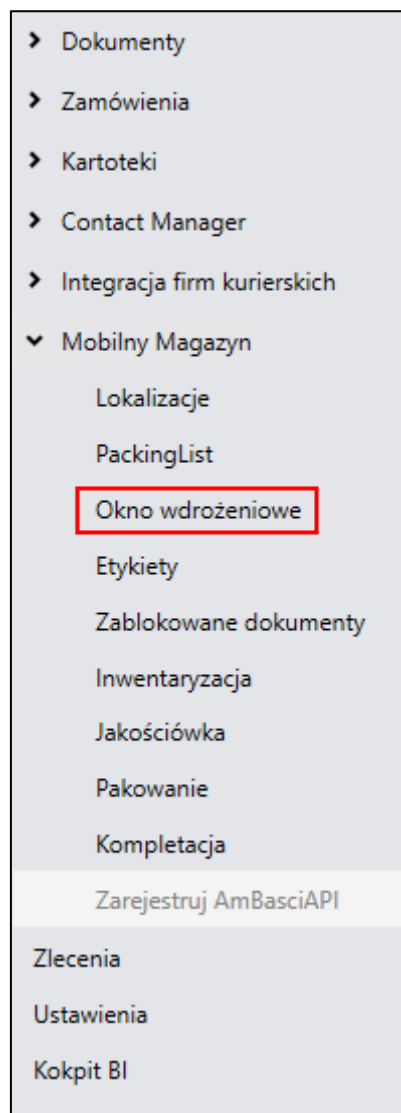 Dokumenty
Zamówienia
Kartoteki
Contact Manager
Integracja firm kurierskich
Mobilny Magazyn
Lokalizacje
PackingList
Okno wdrożeniowe
Etykiety
Zablokowane dokumenty
Inwentaryzacja
Jakościówka
Pakowanie
Kompletacja
Zarejestruj AmBasciAPI
Zlecenia
Ustawienia
Kokpit BI